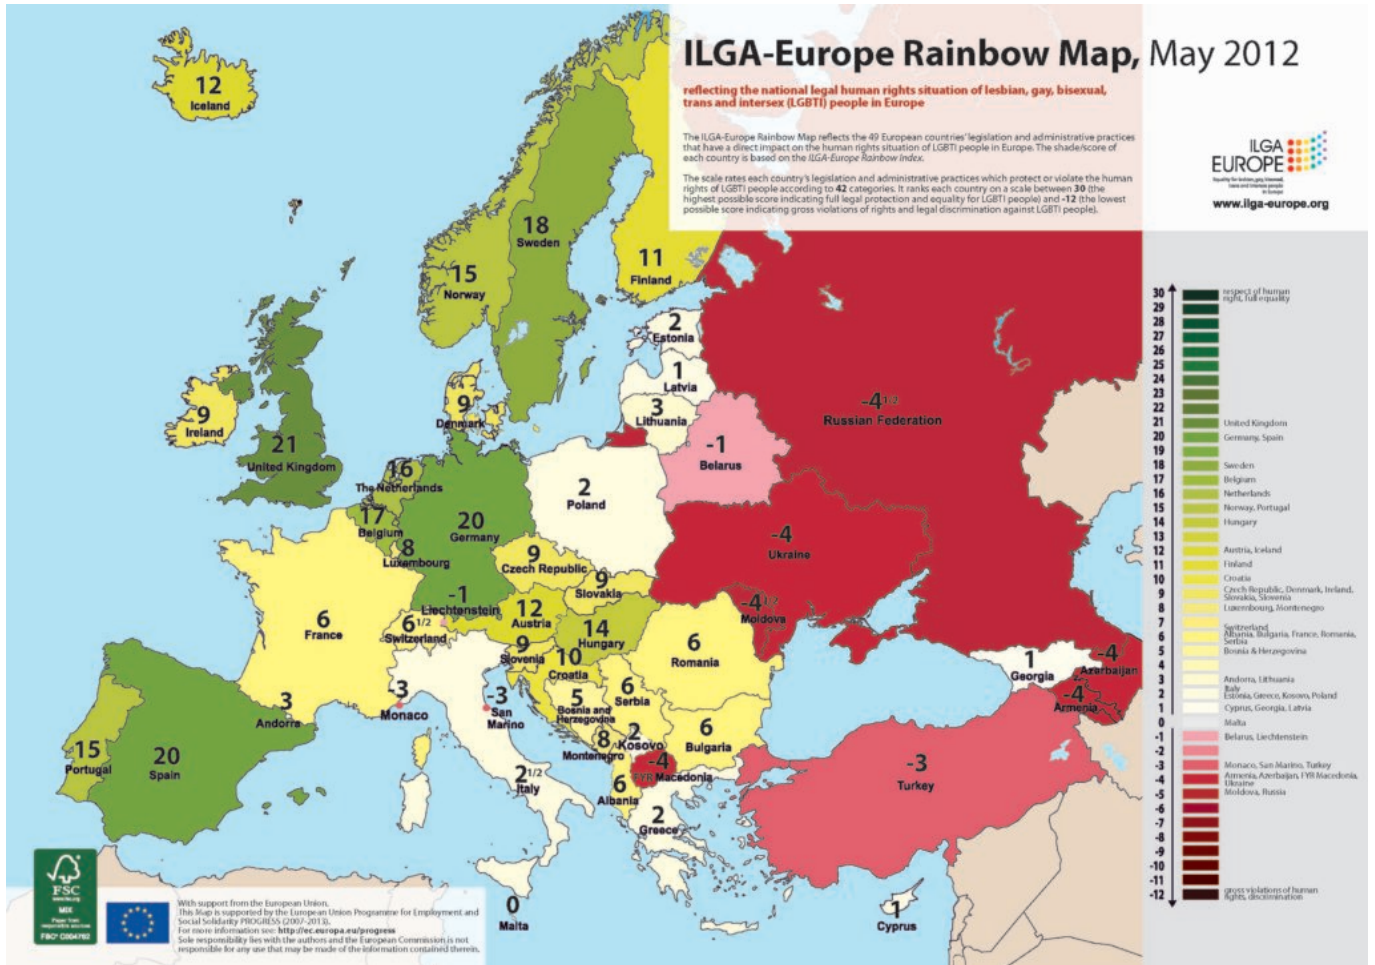 ILGA-Europe Rainbow Map, May 2012
reflecting the national legal human rights situation of lesbian, gay, bisexual,
trans and intersex (LGBTI) people in Europe
The ILGA-Europe Rainbow Map reflects the 49 European countries' legislation and administrative practices
that have a direct impact on the human rights situation of LGBTI people in Europe. The shade/score of
each country is based on the ILGA-Europe Rainbow Index.
The scale rates each country's legislation and administrative practices which protect or violate the human
rights of LGBTI people according to 42 categories. It ranks each country on a scale between 30 (the
highest possible score indicating full legal protection and equality for LGBTI people) and -12 (the lowest
possible score indicating gross violations of rights and legal discrimination against LGBTI people).
ILGA
EUROPE
Equality for lesbian, gay, bisexual,
trans and intersex people
in Europe
www.ilga-europe.org
12
Iceland
18
Sweden
15
Norway
11
Finland
2
Estonia
1
Latvia
3
Lithuania
-4 1/2
Russian Federation
9
Ireland
21
United Kingdom
9
Denmark
-1
Belarus
16
The Netherlands
17
Belgium
8
Luxembourg
20
Germany
2
Poland
-4
Ukraine
9
Czech Republic
9
Slovakia
-1
Liechtenstein
12
Austria
-4 1/2
Moldova
6
France
6 1/2
Switzerland
14
Hungary
9
Slovenia
10
Croatia
6
Romania
1
Georgia
-4
Azerbaijan
-4
Armenia
3
Andorra
-3
Monaco
-3
San
Marino
5
Bosnia and
Herzegovina
6
Serbia
8
Montenegro
2
Kosovo
6
Bulgaria
15
Portugal
20
Spain
2 1/2
Italy
-4
FYR Macedonia
6
Albania
2
Greece
-3
Turkey
0
Malta
1
Cyprus
30 respect of human
right, full equality
29
28
27
26
25
24
23
22
21 United Kingdom
20 Germany, Spain
19
18 Sweden
17 Belgium
16 Netherlands
15 Norway, Portugal
14 Hungary
13
12 Austria, Iceland
11 Finland
10 Croatia
9 Czech Republic, Denmark, Ireland,
Slovakia, Slovenia
8 Luxembourg, Montenegro
7
Switzerland
6 Albania, Bulgaria, France, Romania,
Serbia
5 Bosnia & Herzegovina
4
3 Andorra, Lithuania
Italy
2 Estonia, Greece, Kosovo, Poland
1 Cyprus, Georgia, Latvia
0 Malta
-1 Belarus, Liechtenstein
-2
-3 Monaco, San Marino, Turkey
-4 Armenia, Azerbaijan, FYR Macedonia,
Ukraine
-5 Moldova, Russia
-6
-7
-8
-9
-10
-11
-12 gross violations of human
rights, discrimination
FSC
www.fsc.org
MIX
Paper from
responsible sources
FSC® C004762
With support from the European Union.
This Map is supported by the European Union Programme for Employment and
Social Solidarity PROGRESS (2007-2013).
For more information see: http://ec.europa.eu/progress
Sole responsibility lies with the authors and the European Commission is not
responsible for any use that may be made of the information contained therein.